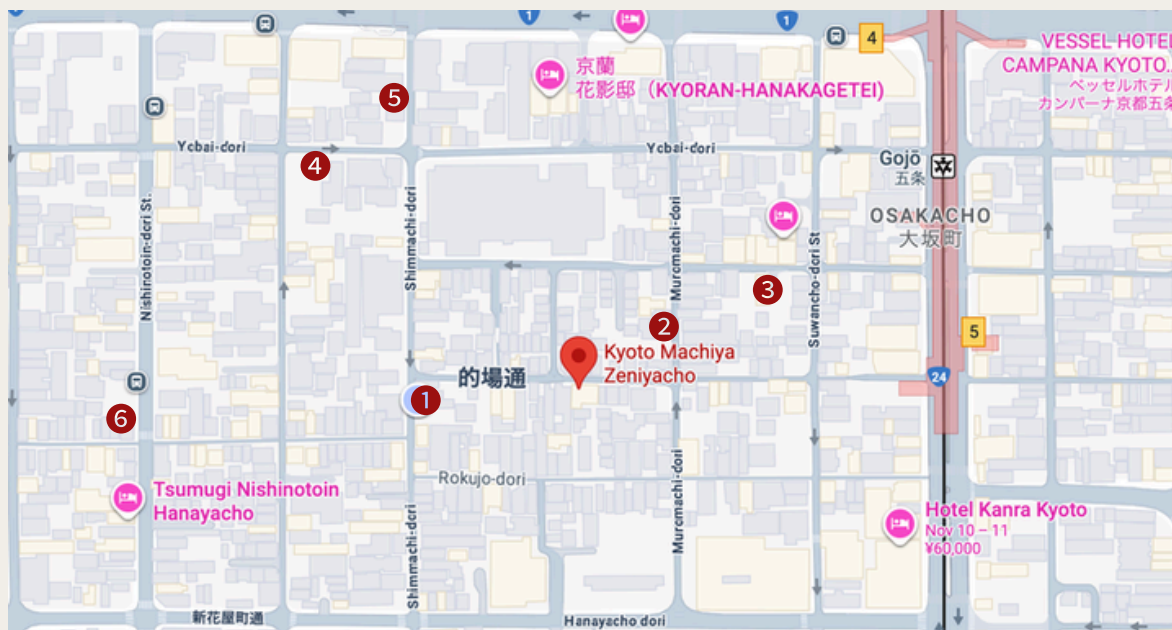 1
1
4
VESSEL HOTEL
CAMPANA KYOTO...
ベッセルホテル
カンパーナ京都五条
京蘭
花影邸（KYORAN-HANAKAGETEI)
5
Ycbai-dori
Ycbai-dori
4
Gojō
五条
OSAKACHO
大坂町
Nishinotoin-dori St.
Shimmachi-dori
Muromachi-dori
Suwancho-dori St
3
2
5
Kyoto Machiya
Zeniyacho
的場通
24
1
6
Rokujo-dori
Tsumugi Nishinotoin
Hanayacho
Shimmachi-dori
Muromachi-dori
Hotel Kanra Kyoto
Nov 10 – 11
¥60,000
新花屋町通
Hanayacho dori